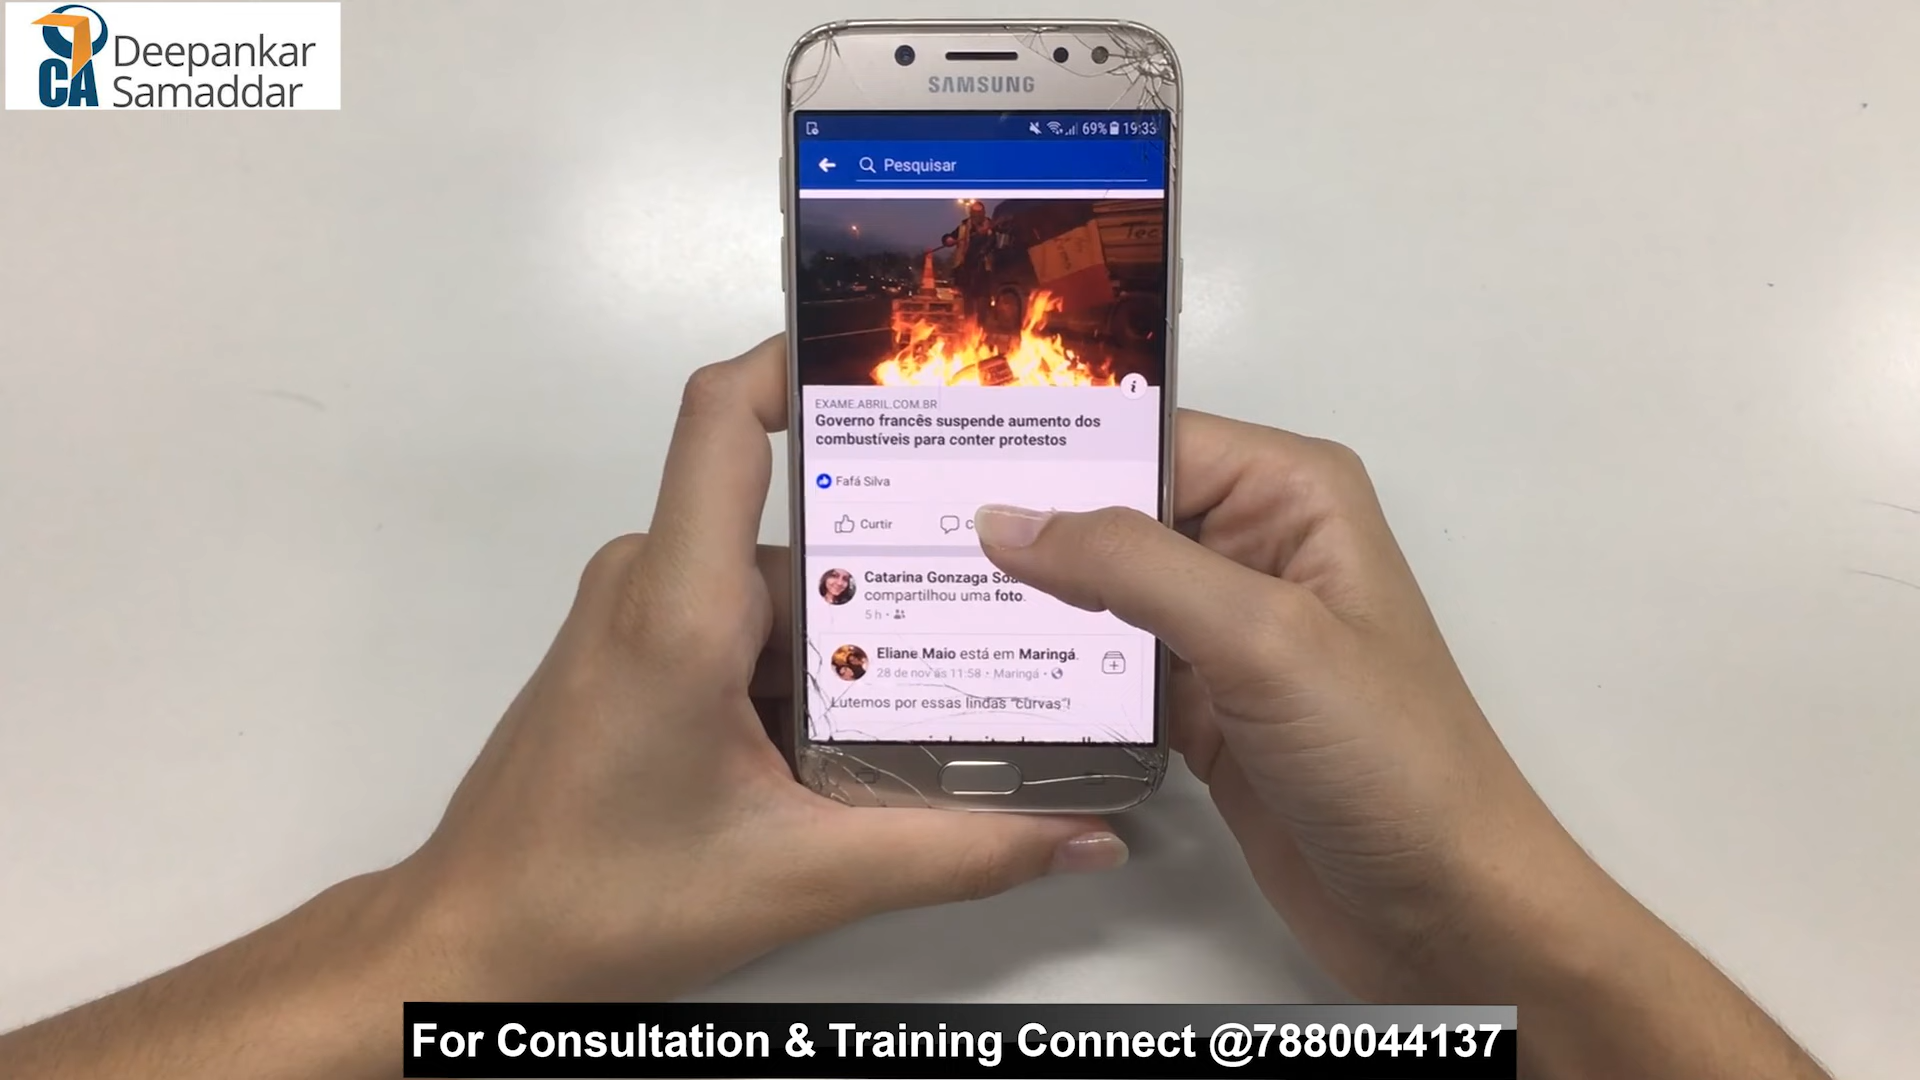 CA
Deepankar
Samaddar
SAMSUNG
69% 19:33
Pesquisar
Tec
EXAME.ABRIL.COM.BR
Governo francês suspende aumento dos
combustíveis para conter protestos
Fafá Silva
Curtir
Catarina Gonzaga
compartilhou uma foto.
5 h
Eliane Maio está em Maringá.
28 de nov às 11:58 · Maringá
Lutemos por essas lindas "curvas"!
For Consultation & Training Connect @7880044137